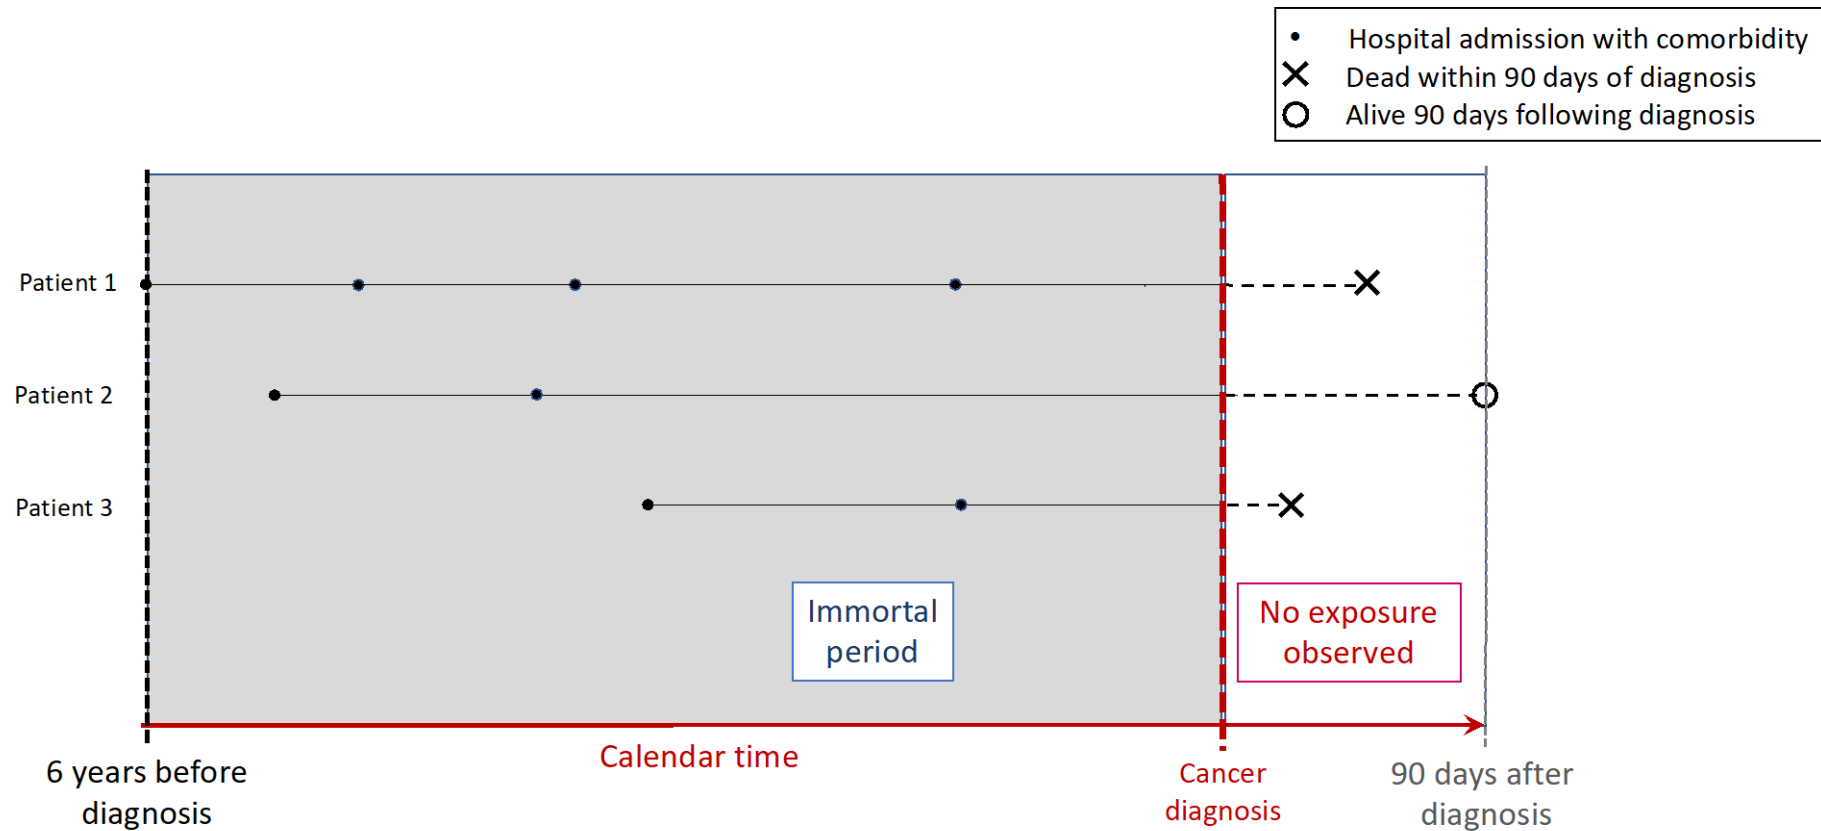 Hospital admission with comorbidity
Dead within 90 days of diagnosis
Alive 90 days following diagnosis
Patient 1
Patient 2
Patient 3
Immortal
period
No exposure
observed
Calendar time
6 years before
diagnosis
Cancer
diagnosis
90 days after
diagnosis